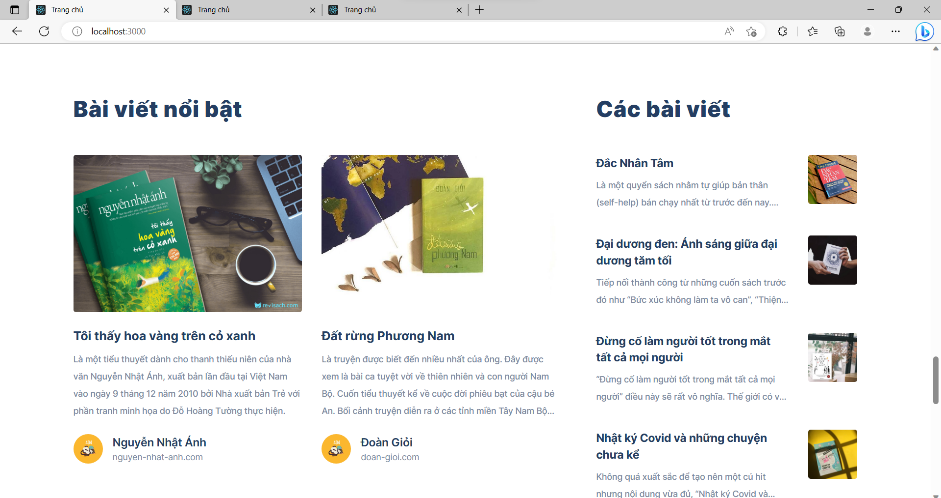 Trang chủ
Trang chủ
Trang chủ
localhost:3000
Bài viết nổi bật
nguyễn nhật ánh
tôi thấy
hoa vàng
trên cỏ xanh
reviewsach.com
Tôi thấy hoa vàng trên cỏ xanh
Là một tiểu thuyết dành cho thanh thiếu niên của nhà
văn Nguyễn Nhật Ánh, xuất bản lần đầu tại Việt Nam
vào ngày 9 tháng 12 năm 2010 bởi Nhà xuất bản Trẻ với
phần tranh minh họa do Đỗ Hoàng Tường thực hiện.
Nguyễn Nhật Ánh
nguyen-nhat-anh.com
ĐOÀN GIỎI
đất rừng
phương Nam
Đất rừng Phương Nam
Là truyện được biết đến nhiều nhất của ông. Đây được
xem là bài ca tuyệt vời về thiên nhiên và con người Nam
Bộ. Cuốn tiểu thuyết kể về cuộc đời phiêu bạt của cậu bé
An. Bối cảnh truyện diễn ra ở các tỉnh miền Tây Nam Bộ...
Đoàn Giỏi
doan-gioi.com
Các bài viết
Đắc Nhân Tâm
Là một quyển sách nhằm tự giúp bản thân
(self-help) bán chạy nhất từ trước đến nay....
Đại dương đen: Ánh sáng giữa đại
dương tăm tối
Tiếp nối thành công từ những cuốn sách trước
đó như “Bức xúc không làm ta vô can”, “Thiện...
Đừng cố làm người tốt trong mắt
tất cả mọi người
“Đừng cố làm người tốt trong mắt tất cả mọi
người” điều này sẽ rất vô nghĩa. Thế giới có v...
Nhật ký Covid và những chuyện
chưa kể
Không quá xuất sắc để tạo nên một cú hit
nhưng nội dung vừa đủ, “Nhật ký Covid và...